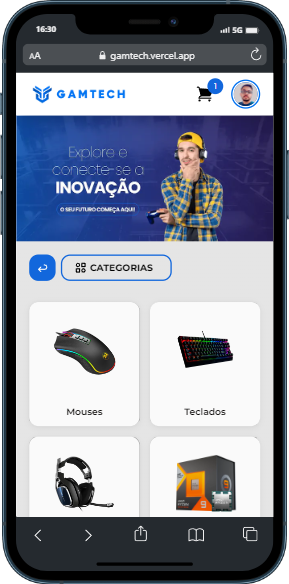 16:30
5G
AA
gamtech.vercel.app
GAMTECH
1
Explore e
conecte-se a
INOVAÇÃO
O SEU FUTURO COMEÇA AQUI!
CATEGORIAS
Mouses
Teclados
9